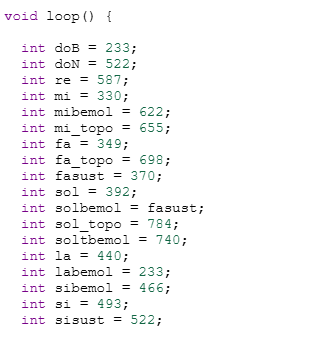 void loop() {
int doB = 233;
int doN = 522;
int re = 587;
int mi = 330;
int mibemol = 622;
int mi_topo = 655;
int fa = 349;
int fa_topo = 698;
int fasust = 370;
int sol = 392;
int solbemol = fasust;
int sol_topo = 784;
int soltbemol = 740;
int la = 440;
int labemol = 233;
int sibemol = 466;
int si = 493;
int sisust = 522;